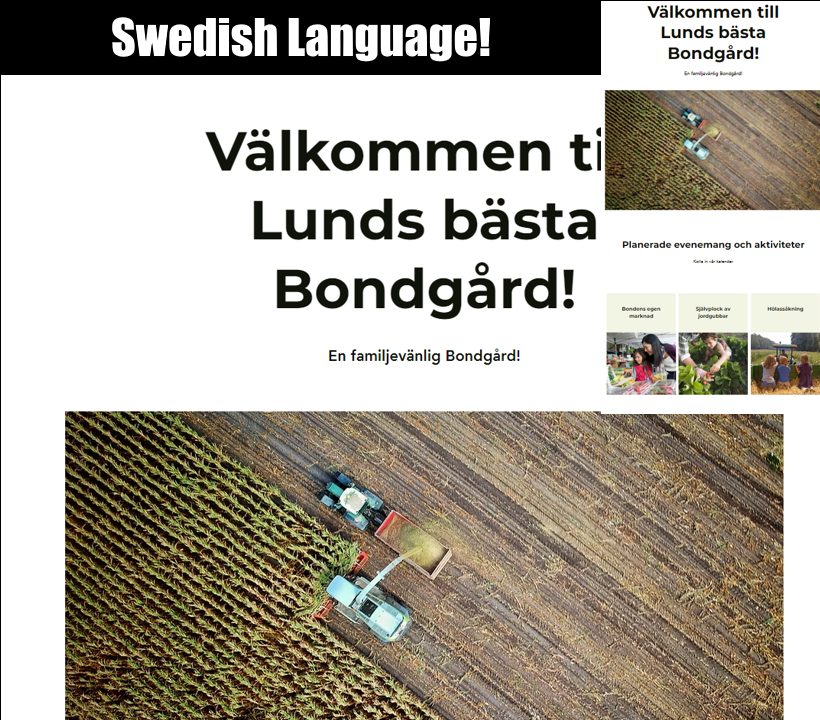 Swedish Language!
Välkommen ti
Lunds bästa
Bondgård!
En familjevänlig Bondgård!
Välkommen till
Lunds bästa
Bondgård!
En familjevänlig Bondgård!
Planerade evenemang och aktiviteter
Kolla in vår kalender
Bondens egen
marknad
Självplock av
jordgubbar
Hölassåkning